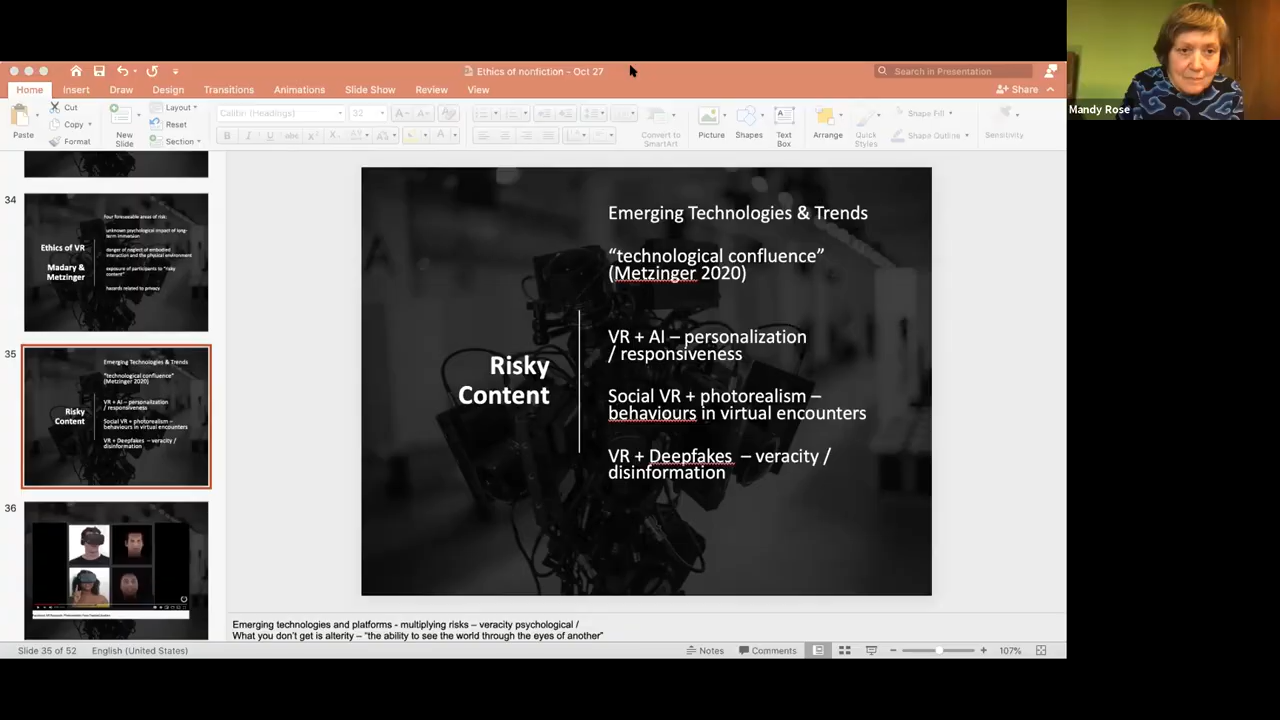 Ethics of nonfiction - Oct 27
Search in Presentation
Home Insert Draw Design Transitions Animations Slide Show Review View
Share
Paste
Cut
Copy
Format
New
Slide
Layout
Reset
Section
Calibri (Headings) 32
Convert to
SmartArt
Picture
Shapes
Text
Box
Arrange
Quick
Styles
Shape Fill
Shape Outline
Sensitivity
Mandy Rose
34
Ethics of VR
Madary &
Metzinger
Four foreseeable areas of risk:
unknown psychological impact of long-
term immersion
danger of neglect of embodied
interaction and the physical environment
exposure of participants to "risky
content"
hazards related to privacy
35
Risky
Content
Emerging Technologies & Trends
"technological confluence"
(Metzinger 2020)
VR + AI – personalization
/ responsiveness
Social VR + photorealism –
behaviours in virtual encounters
VR + Deepfakes – veracity /
disinformation
36
Risky
Content
Emerging Technologies & Trends
“technological confluence”
(Metzinger 2020)
VR + AI – personalization
/ responsiveness
Social VR + photorealism –
behaviours in virtual encounters
VR + Deepfakes – veracity /
disinformation
Emerging technologies and platforms - multiplying risks – veracity psychological /
What you don't get is alterity – “the ability to see the world through the eyes of another”
Slide 35 of 52
English (United States)
Notes
Comments
107%